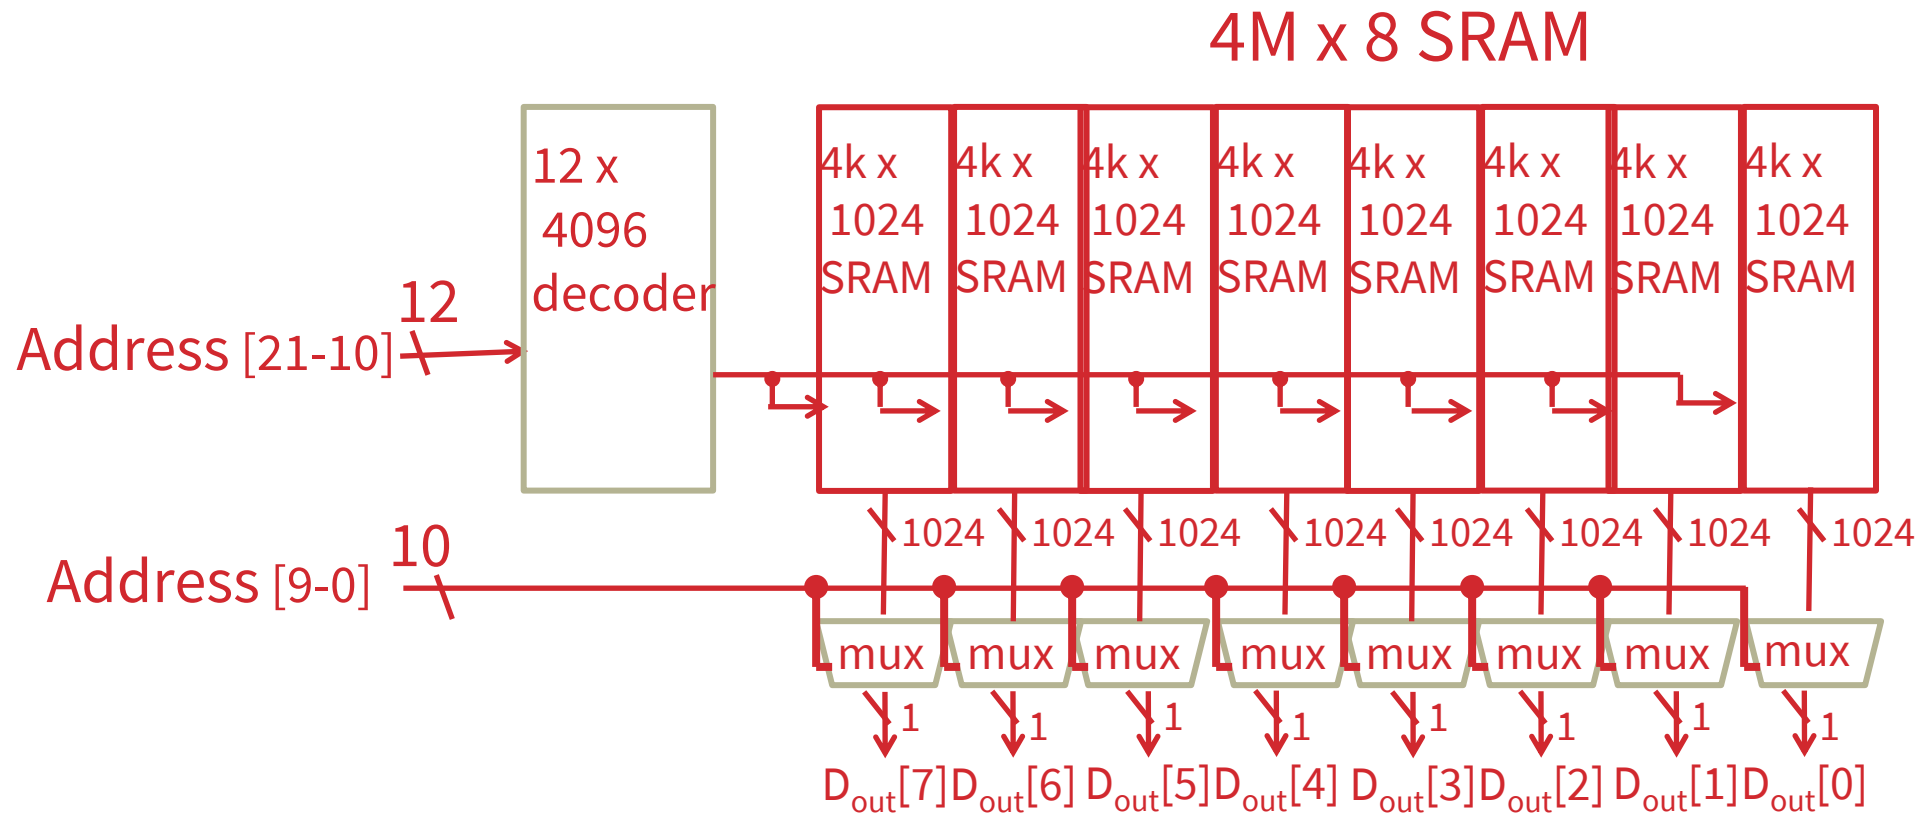 4M x 8 SRAM
12 x
4096
decoder
4k x
1024
SRAM
4k x
1024
SRAM
4k x
1024
SRAM
4k x
1024
SRAM
4k x
1024
SRAM
4k x
1024
SRAM
4k x
1024
SRAM
4k x
1024
SRAM
12
Address [21-10]
1024 1024 1024 1024 1024 1024 1024 1024
10
Address [9-0]
mux mux mux mux mux mux mux mux
1 1 1 1 1 1 1 1
Dout[7] Dout[6] Dout[5] Dout[4] Dout[3] Dout[2] Dout[1] Dout[0]